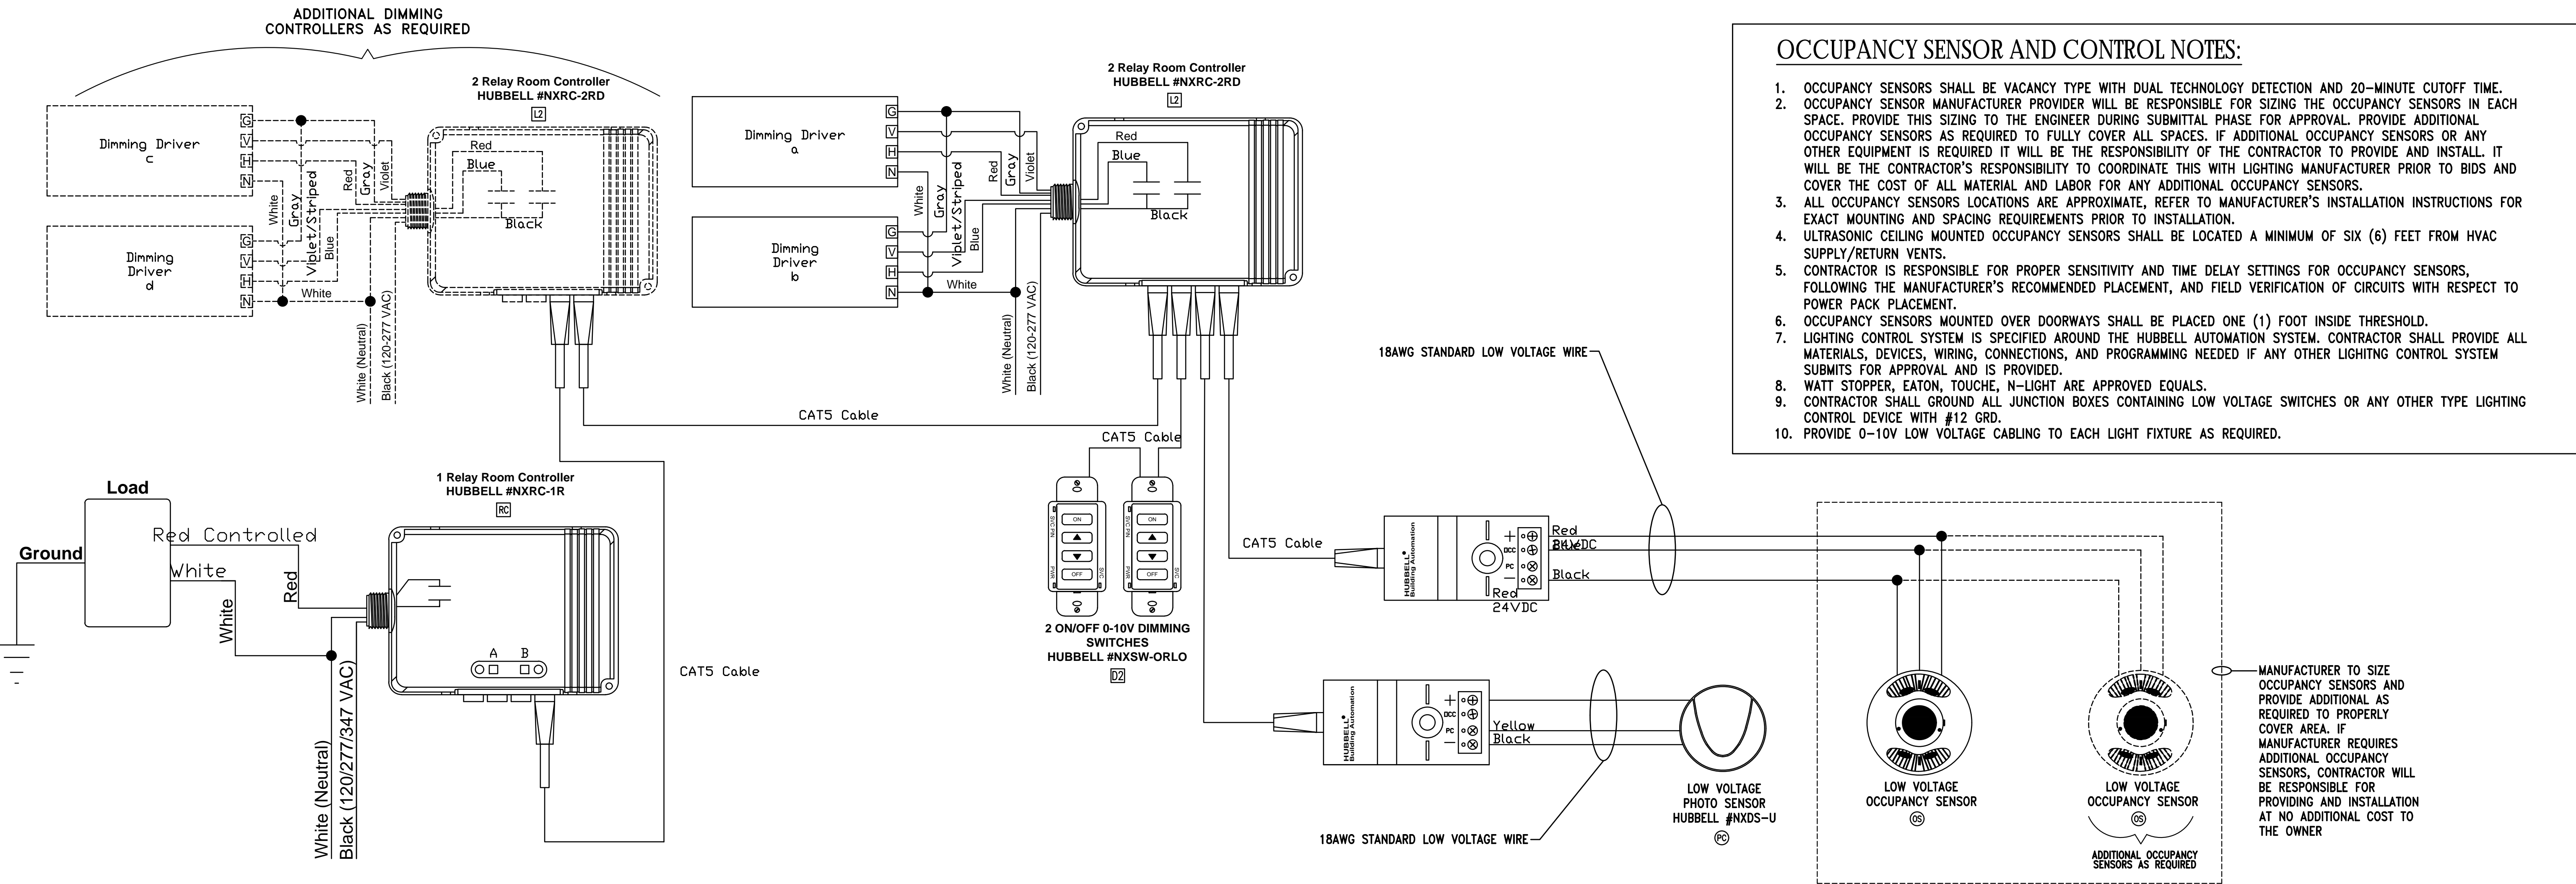 ADDITIONAL DIMMING
CONTROLLERS AS REQUIRED
2 Relay Room Controller
HUBBELL #NXRC-2RD
L2
Dimming Driver
c
G
V
H
N
White
Gray
Violet/Striped
Red
Blue
Gray
Violet
Red
Blue
Black
Dimming
Driver
d
G
V
H
N
White
White (Neutral)
Black (120-277 VAC)
2 Relay Room Controller
HUBBELL #NXRC-2RD
L2
Dimming Driver
a
G
V
H
N
White
Gray
Violet/Striped
Blue
Red
Gray
Violet
Red
Blue
Black
Dimming
Driver
b
G
V
H
N
White
White (Neutral)
Black (120-277 VAC)
CAT5 Cable
CAT5 Cable
OCCUPANCY SENSOR AND CONTROL NOTES:
1. OCCUPANCY SENSORS SHALL BE VACANCY TYPE WITH DUAL TECHNOLOGY DETECTION AND 20-MINUTE CUTOFF TIME.
2. OCCUPANCY SENSOR MANUFACTURER PROVIDER WILL BE RESPONSIBLE FOR SIZING THE OCCUPANCY SENSORS IN EACH
SPACE. PROVIDE THIS SIZING TO THE ENGINEER DURING SUBMITTAL PHASE FOR APPROVAL. PROVIDE ADDITIONAL
OCCUPANCY SENSORS AS REQUIRED TO FULLY COVER ALL SPACES. IF ADDITIONAL OCCUPANCY SENSORS OR ANY
OTHER EQUIPMENT IS REQUIRED IT WILL BE THE RESPONSIBILITY OF THE CONTRACTOR TO PROVIDE AND INSTALL. IT
WILL BE THE CONTRACTOR'S RESPONSIBILITY TO COORDINATE THIS WITH LIGHTING MANUFACTURER PRIOR TO BIDS AND
COVER THE COST OF ALL MATERIAL AND LABOR FOR ANY ADDITIONAL OCCUPANCY SENSORS.
3. ALL OCCUPANCY SENSORS LOCATIONS ARE APPROXIMATE, REFER TO MANUFACTURER'S INSTALLATION INSTRUCTIONS FOR
EXACT MOUNTING AND SPACING REQUIREMENTS PRIOR TO INSTALLATION.
4. ULTRASONIC CEILING MOUNTED OCCUPANCY SENSORS SHALL BE LOCATED A MINIMUM OF SIX (6) FEET FROM HVAC
SUPPLY/RETURN VENTS.
5. CONTRACTOR IS RESPONSIBLE FOR PROPER SENSITIVITY AND TIME DELAY SETTINGS FOR OCCUPANCY SENSORS,
FOLLOWING THE MANUFACTURER'S RECOMMENDED PLACEMENT, AND FIELD VERIFICATION OF CIRCUITS WITH RESPECT TO
POWER PACK PLACEMENT.
6. OCCUPANCY SENSORS MOUNTED OVER DOORWAYS SHALL BE PLACED ONE (1) FOOT INSIDE THRESHOLD.
7. LIGHTING CONTROL SYSTEM IS SPECIFIED AROUND THE HUBBELL AUTOMATION SYSTEM. CONTRACTOR SHALL PROVIDE ALL
MATERIALS, DEVICES, WIRING, CONNECTIONS, AND PROGRAMMING NEEDED IF ANY OTHER LIGHITNG CONTROL SYSTEM
SUBMITS FOR APPROVAL AND IS PROVIDED.
8. WATT STOPPER, EATON, TOUCHE, N-LIGHT ARE APPROVED EQUALS.
9. CONTRACTOR SHALL GROUND ALL JUNCTION BOXES CONTAINING LOW VOLTAGE SWITCHES OR ANY OTHER TYPE LIGHTING
CONTROL DEVICE WITH #12 GRD.
10. PROVIDE 0-10V LOW VOLTAGE CABLING TO EACH LIGHT FIXTURE AS REQUIRED.
Load
Ground
Red Controlled
White
White
Red
1 Relay Room Controller
HUBBELL #NXRC-1R
RC
A B
White (Neutral)
Black (120/277/347 VAC)
CAT5 Cable
SVC PIN
ON
OFF
PWR
SVC
SVC PIN
ON
OFF
PWR
SVC
2 ON/OFF 0-10V DIMMING
SWITCHES
HUBBELL #NXSW-ORLO
D2
18AWG STANDARD LOW VOLTAGE WIRE
CAT5 Cable
HUBBELL®
Building Automation
+
OCC
PC
−
Red
24VDC
Blue
Black
Red
24VDC
HUBBELL®
Building Automation
+
OCC
PC
−
Yellow
Black
18AWG STANDARD LOW VOLTAGE WIRE
LOW VOLTAGE
PHOTO SENSOR
HUBBELL #NXDS-U
PC
LOW VOLTAGE
OCCUPANCY SENSOR
OS
LOW VOLTAGE
OCCUPANCY SENSOR
OS
ADDITIONAL OCCUPANCY
SENSORS AS REQUIRED
MANUFACTURER TO SIZE
OCCUPANCY SENSORS AND
PROVIDE ADDITIONAL AS
REQUIRED TO PROPERLY
COVER AREA. IF
MANUFACTURER REQUIRES
ADDITIONAL OCCUPANCY
SENSORS, CONTRACTOR WILL
BE RESPONSIBLE FOR
PROVIDING AND INSTALLATION
AT NO ADDITIONAL COST TO
THE OWNER